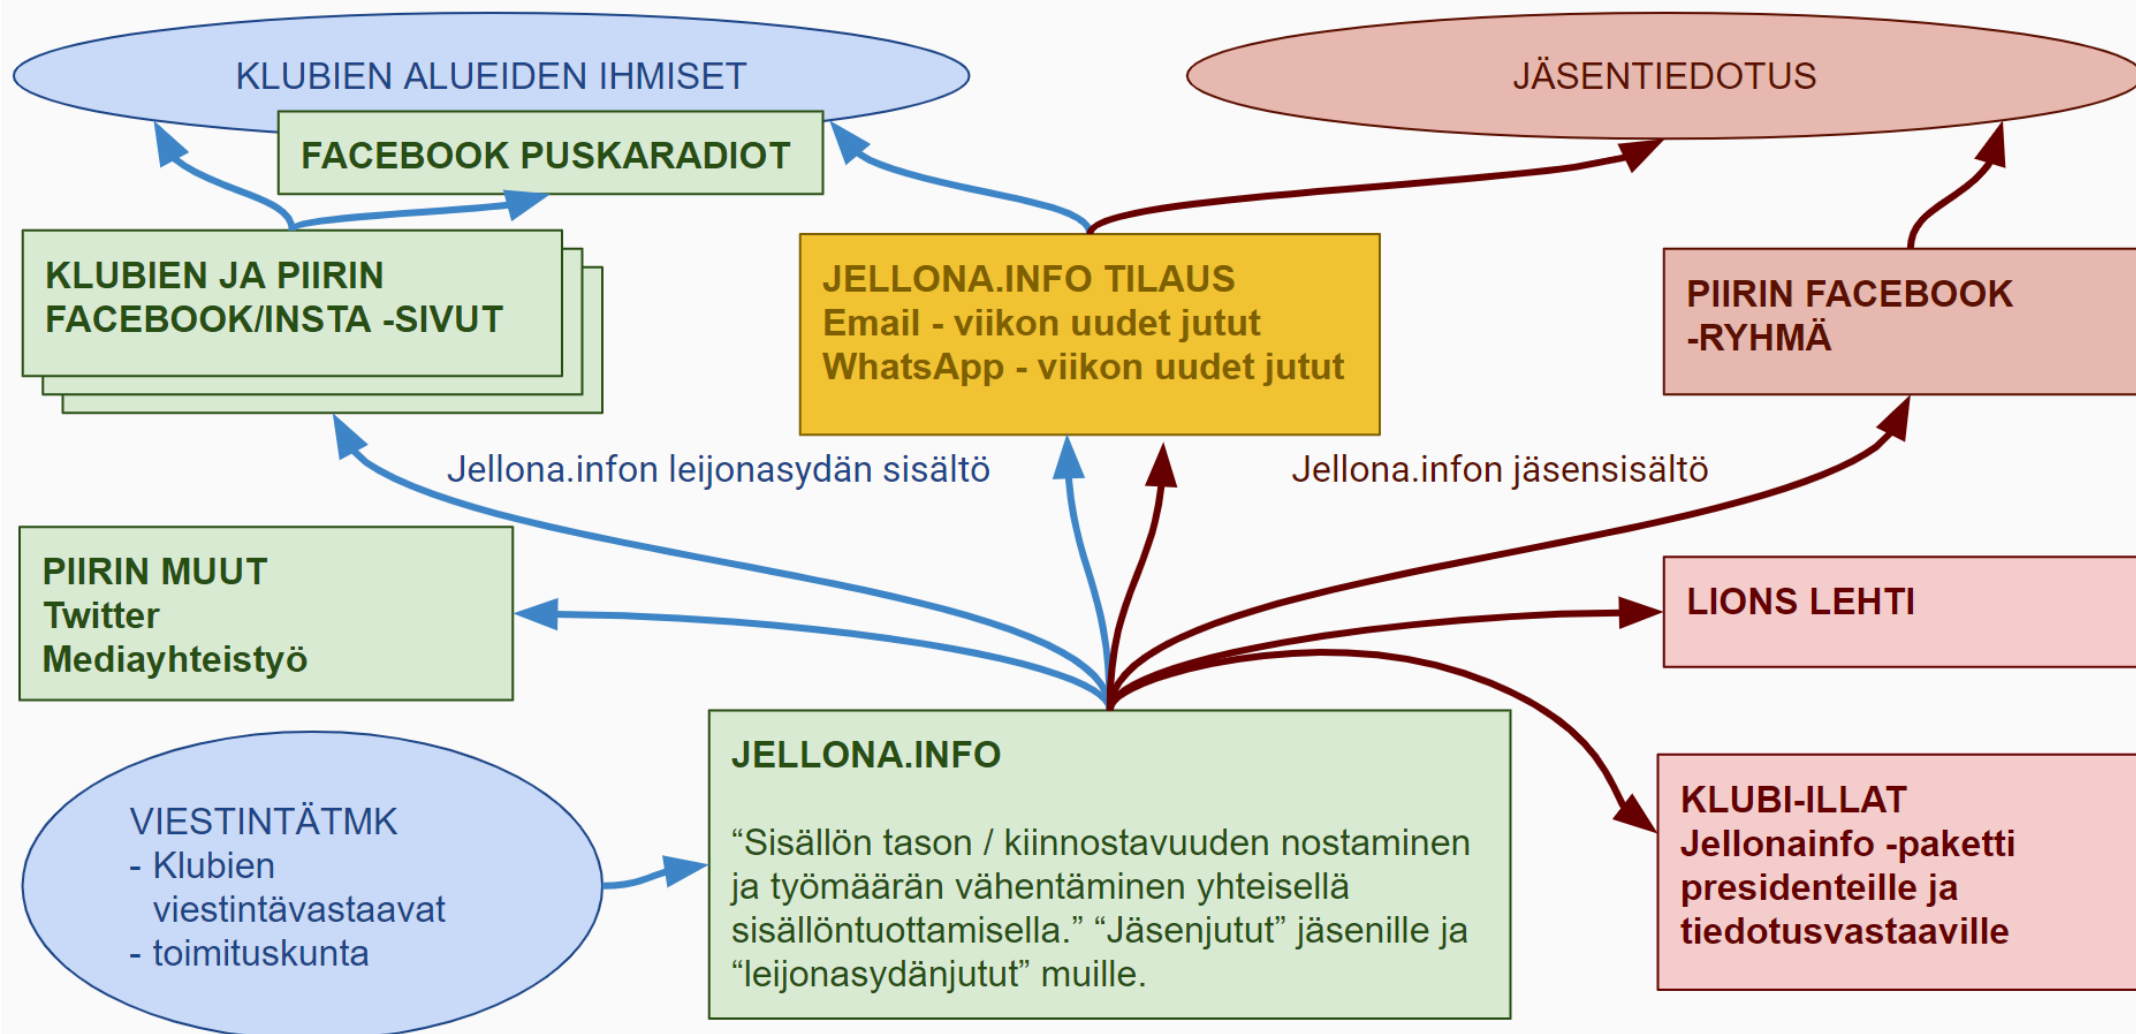 KLUBIEN ALUEIDEN IHMISET
JÄSENTIEDOTUS
FACEBOOK PUSKARADIOT
KLUBIEN JA PIIRIN
FACEBOOK/INSTA -SIVUT
JELLONA.INFO TILAUS
Email - viikon uudet jutut
WhatsApp - viikon uudet jutut
PIIRIN FACEBOOK
-RYHMÄ
Jellona.infon leijonasydän sisältö
Jellona.infon jäsensisältö
PIIRIN MUUT
Twitter
Mediayhteistyö
LIONS LEHTI
VIESTINTÄTMK
- Klubien
viestintävastaavat
- toimituskunta
JELLONA.INFO
“Sisällön tason / kiinnostavuuden nostaminen
ja työmäärän vähentäminen yhteisellä
sisällöntuottamisella.” “Jäsenjutut” jäsenille ja
“leijonasydänjutut” muille.
KLUBI-ILLAT
Jellonainfo -paketti
presidenteille ja
tiedotusvastaaville